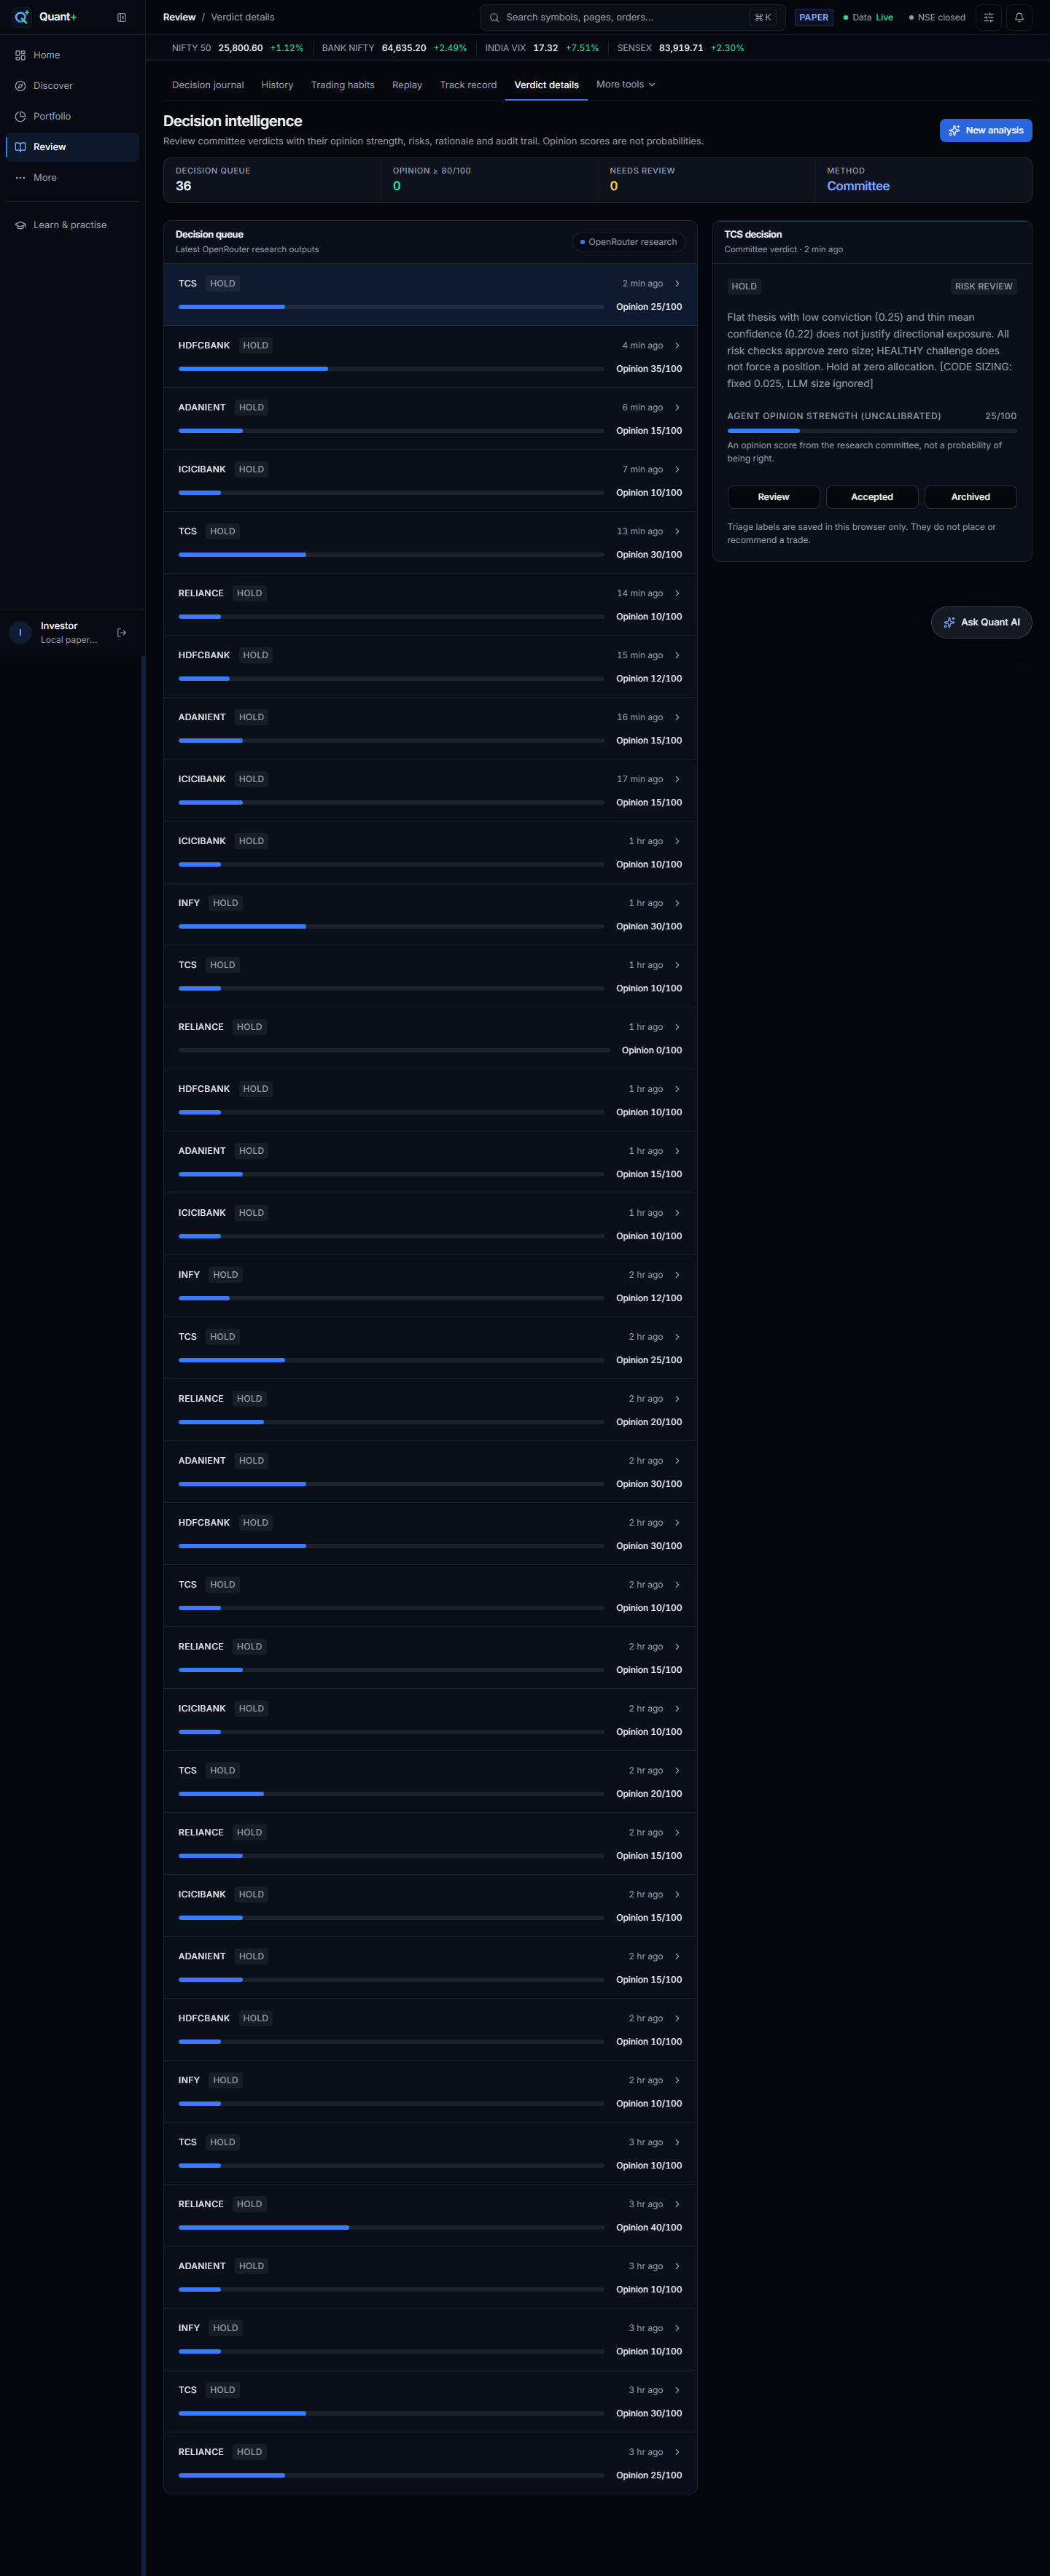 Quant+
Review / Verdict details
Search symbols, pages, orders...
⌘K
PAPER
Data Live
NSE closed
NIFTY 50 25,800.60 +1.12%
BANK NIFTY 64,635.20 +2.49%
INDIA VIX 17.32 +7.51%
SENSEX 83,919.71 +2.30%
Home
Discover
Portfolio
Review
More
Learn & practise
Investor
Local paper...
I
Decision journal
History
Trading habits
Replay
Track record
Verdict details
More tools
Decision intelligence
Review committee verdicts with their opinion strength, risks, rationale and audit trail. Opinion scores are not probabilities.
New analysis
DECISION QUEUE
36
OPINION ≥ 80/100
0
NEEDS REVIEW
0
METHOD
Committee
Decision queue
Latest OpenRouter research outputs
OpenRouter research
TCS HOLD 2 min ago
Opinion 25/100
HDFCBANK HOLD 4 min ago
Opinion 35/100
ADANIENT HOLD 6 min ago
Opinion 15/100
ICICIBANK HOLD 7 min ago
Opinion 10/100
TCS HOLD 13 min ago
Opinion 30/100
RELIANCE HOLD 14 min ago
Opinion 10/100
HDFCBANK HOLD 15 min ago
Opinion 12/100
ADANIENT HOLD 16 min ago
Opinion 15/100
ICICIBANK HOLD 17 min ago
Opinion 15/100
ICICIBANK HOLD 1 hr ago
Opinion 10/100
INFY HOLD 1 hr ago
Opinion 30/100
TCS HOLD 1 hr ago
Opinion 10/100
RELIANCE HOLD 1 hr ago
Opinion 0/100
HDFCBANK HOLD 1 hr ago
Opinion 10/100
ADANIENT HOLD 1 hr ago
Opinion 15/100
ICICIBANK HOLD 1 hr ago
Opinion 10/100
INFY HOLD 2 hr ago
Opinion 12/100
TCS HOLD 2 hr ago
Opinion 25/100
RELIANCE HOLD 2 hr ago
Opinion 20/100
ADANIENT HOLD 2 hr ago
Opinion 30/100
HDFCBANK HOLD 2 hr ago
Opinion 30/100
TCS HOLD 2 hr ago
Opinion 10/100
RELIANCE HOLD 2 hr ago
Opinion 15/100
ICICIBANK HOLD 2 hr ago
Opinion 10/100
TCS HOLD 2 hr ago
Opinion 20/100
RELIANCE HOLD 2 hr ago
Opinion 15/100
ICICIBANK HOLD 2 hr ago
Opinion 15/100
ADANIENT HOLD 2 hr ago
Opinion 15/100
HDFCBANK HOLD 2 hr ago
Opinion 10/100
INFY HOLD 2 hr ago
Opinion 10/100
TCS HOLD 3 hr ago
Opinion 10/100
RELIANCE HOLD 3 hr ago
Opinion 40/100
ADANIENT HOLD 3 hr ago
Opinion 10/100
INFY HOLD 3 hr ago
Opinion 10/100
TCS HOLD 3 hr ago
Opinion 30/100
RELIANCE HOLD 3 hr ago
Opinion 25/100
TCS decision
Committee verdict · 2 min ago
HOLD
RISK REVIEW
Flat thesis with low conviction (0.25) and thin mean
confidence (0.22) does not justify directional exposure. All
risk checks approve zero size; HEALTHY challenge does
not force a position. Hold at zero allocation. [CODE SIZING:
fixed 0.025, LLM size ignored]
AGENT OPINION STRENGTH (UNCALIBRATED) 25/100
An opinion score from the research committee, not a probability of
being right.
Review
Accepted
Archived
Triage labels are saved in this browser only. They do not place or
recommend a trade.
Ask Quant AI